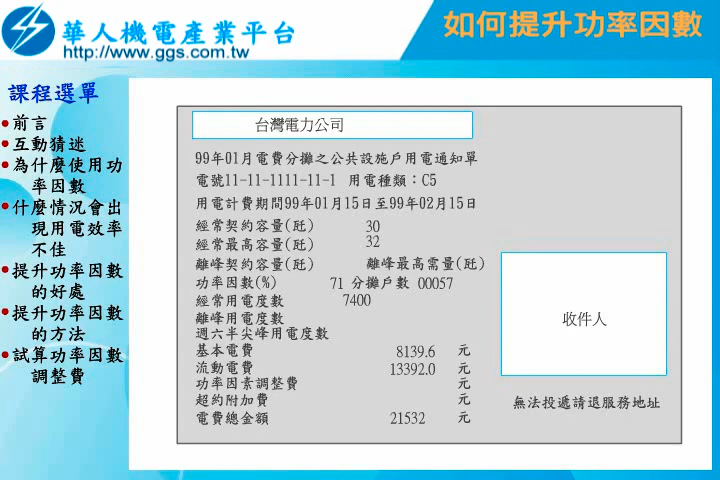 華人機電產業平台
http://www.ggs.com.tw
如何提升功率因數
課程選單
前言
互動猜迷
為什麼使用功
率因數
什麼情況會出
現用電效率
不佳
提升功率因數
的好處
提升功率因數
的方法
試算功率因數
調整費
台灣電力公司
99年01月電費分攤之公共設施戶用電通知單
電號11-11-1111-11-1 用電種類：C5
用電計費期間99年01月15日至99年02月15日
經常契約容量(瓩) 30
經常最高容量(瓩) 32
離峰契約容量(瓩) 離峰最高需量(瓩)
功率因數(%) 71 分攤戶數 00057
經常用電度數 7400
離峰用電度數
週六半尖峰用電度數
基本電費 8139.6 元
流動電費 13392.0 元
功率因素調整費 元
超約附加費 元
電費總金額 21532 元
收件人
無法投遞請退服務地址